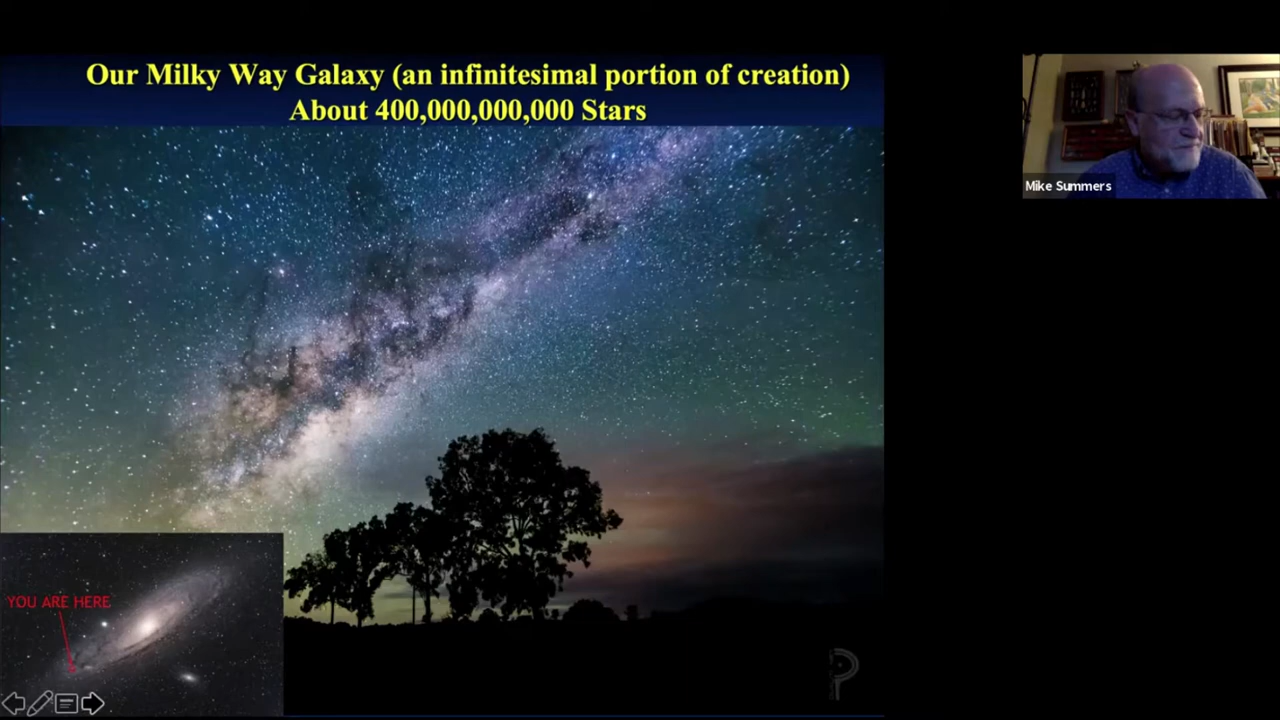 Our Milky Way Galaxy (an infinitesimal portion of creation)
About 400,000,000,000 Stars
Mike Summers
YOU ARE HERE